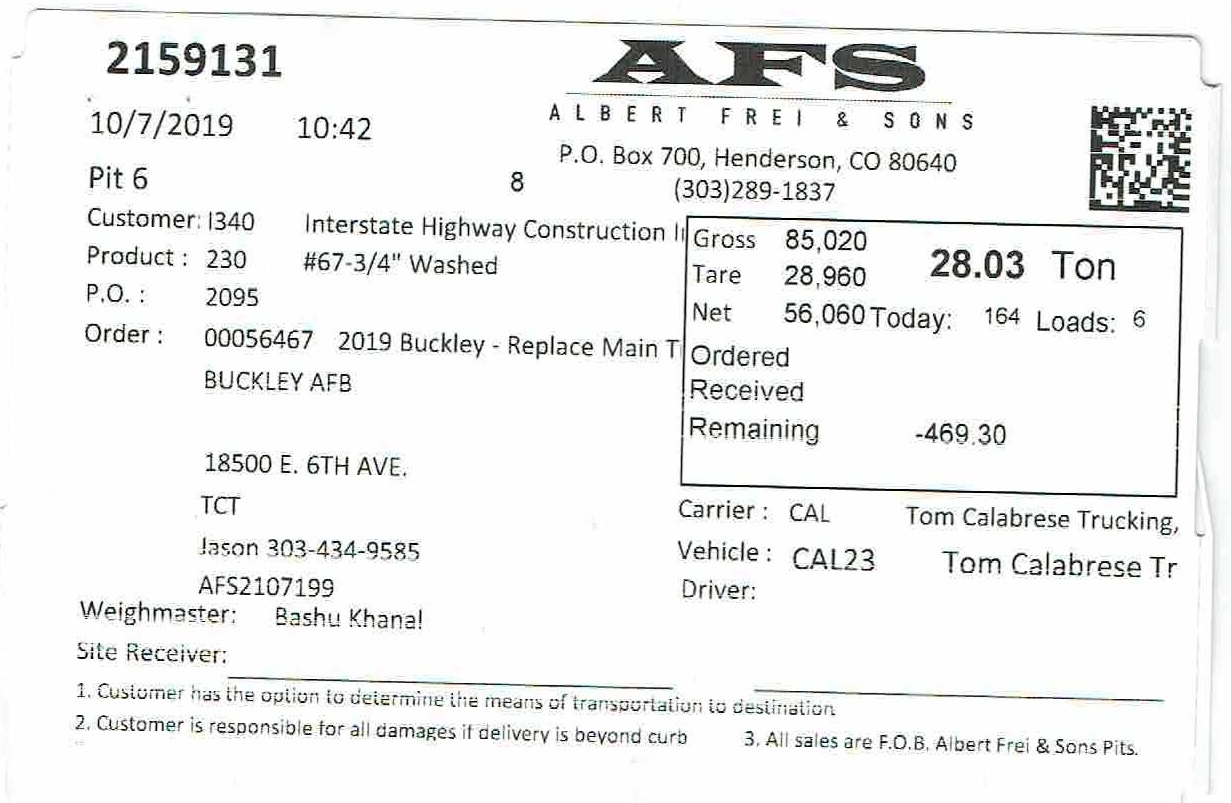 2159131
AFS
ALBERT FREI & SONS
10/7/2019 10:42
P.O. Box 700, Henderson, CO 80640
Pit 6 8 (303)289-1837
Customer: I340 Interstate Highway Construction
Product : 230 #67-3/4" Washed
P.O. : 2095
Order : 00056467 2019 Buckley - Replace Main T
BUCKLEY AFB
18500 E. 6TH AVE.
TCT
Jason 303-434-9585
AFS2107199
Gross 85,020 28.03 Ton
Tare 28,960
Net 56,060 Today: 164 Loads: 6
Ordered
Received
Remaining -469.30
Carrier : CAL Tom Calabrese Trucking,
Vehicle : CAL23 Tom Calabrese Tr
Driver:
Weighmaster: Bashu Khanal
Site Receiver:
1. Customer has the option to determine the means of transportation to destination
2. Customer is responsible for all damages if delivery is beyond curb 3. All sales are F.O.B. Albert Frei & Sons Pits.